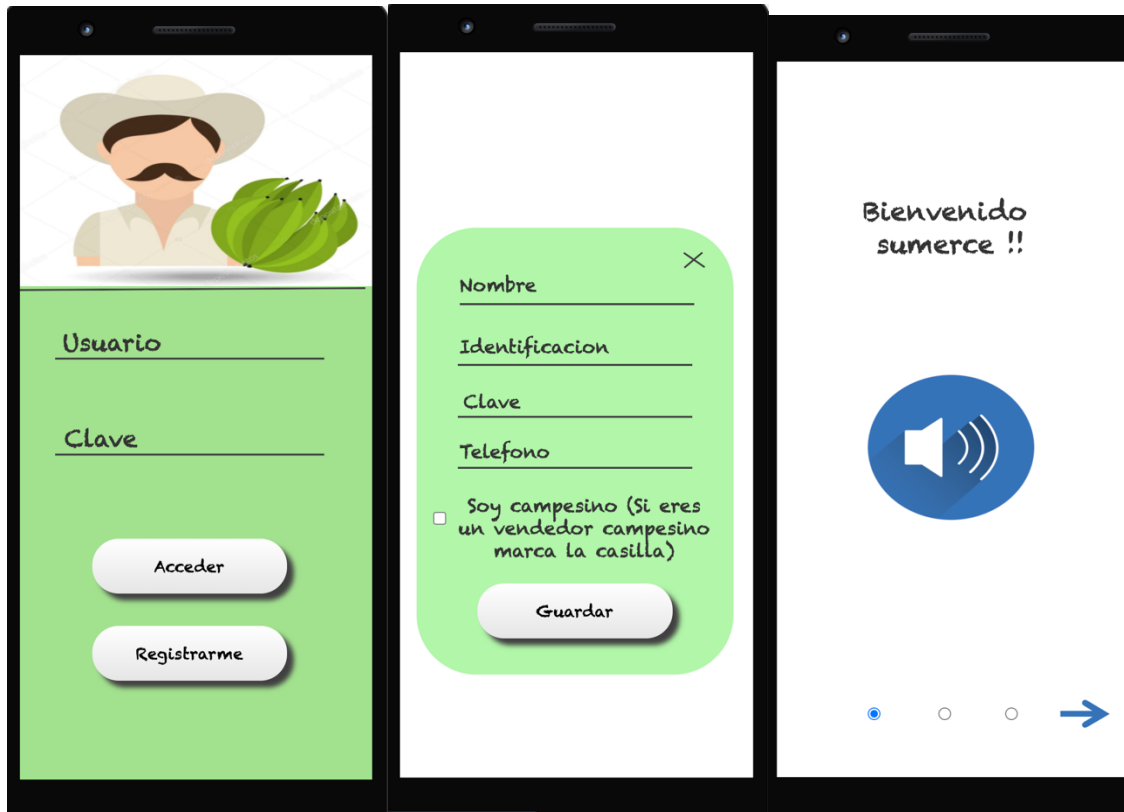 Usuario
Clave
Acceder
Registrarme
Nombre
Identificacion
Clave
Telefono
Soy campesino (Si eres
un vendedor campesino
marca la casilla)
Guardar
Bienvenido
sumerce !!